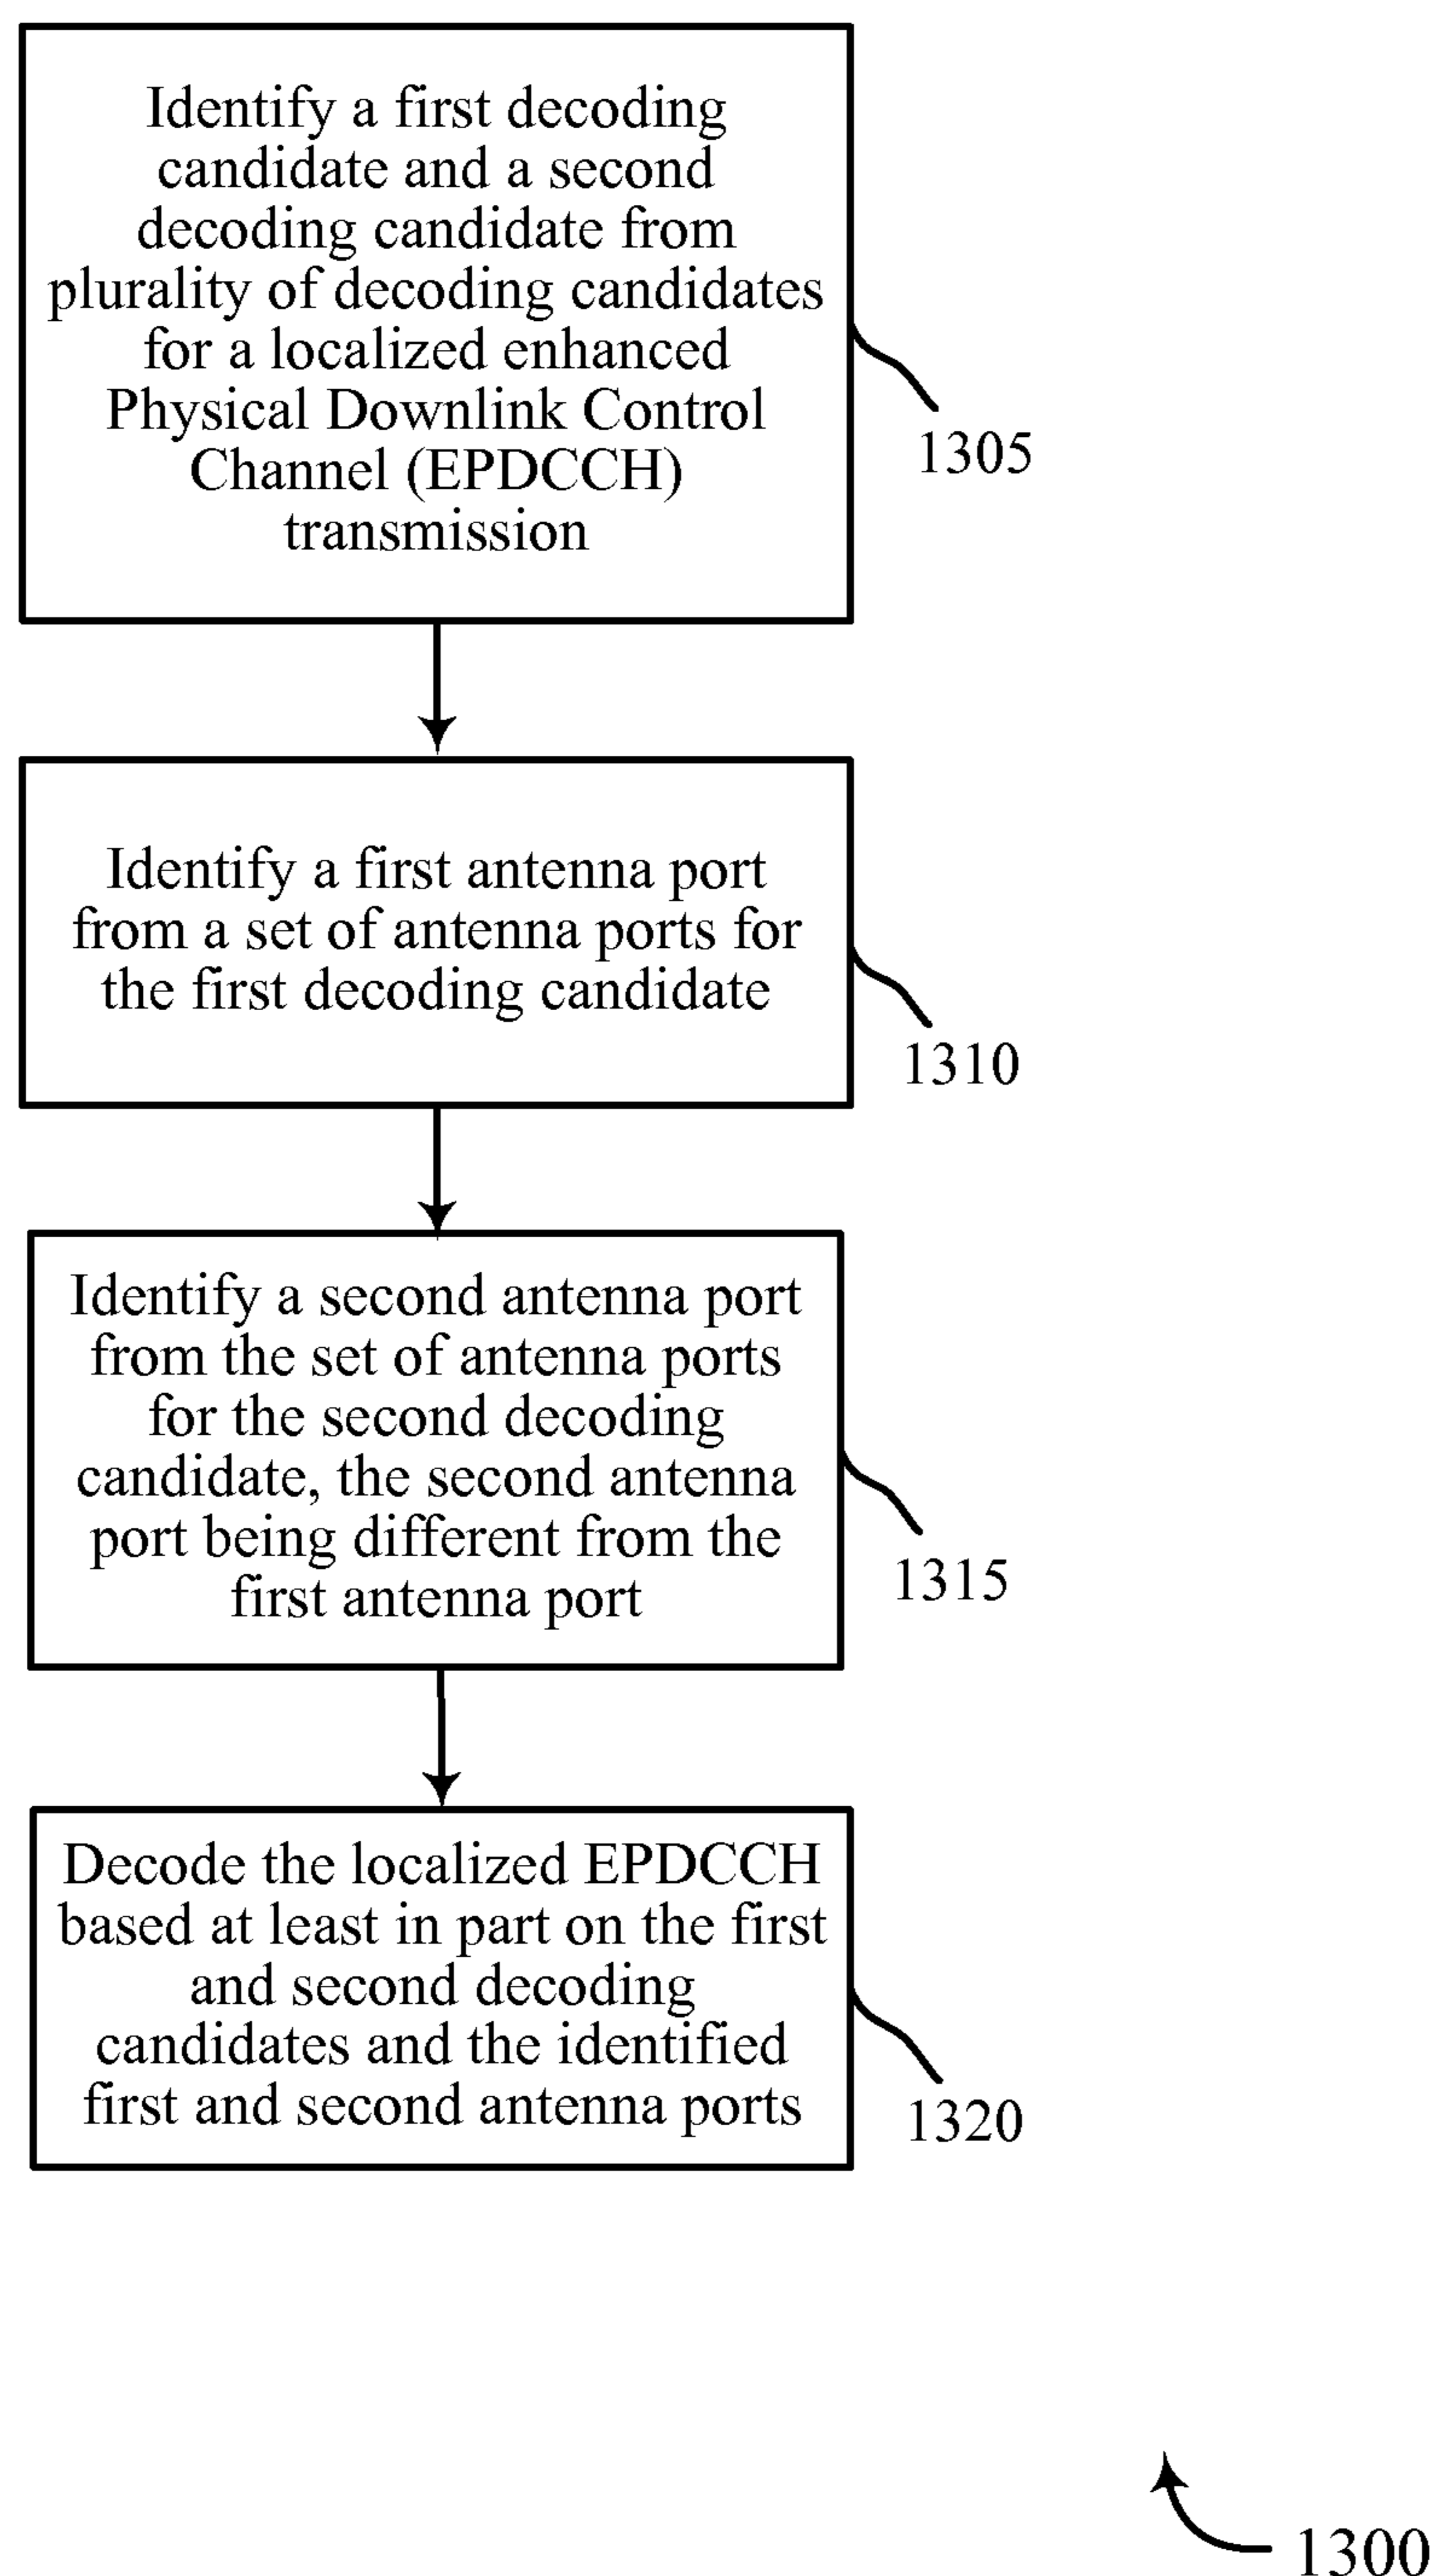 Identify a first decoding
candidate and a second
decoding candidate from
plurality of decoding candidates
for a localized enhanced
Physical Downlink Control
Channel (EPDCCH)
transmission
1305
Identify a first antenna port
from a set of antenna ports for
the first decoding candidate
1310
Identify a second antenna port
from the set of antenna ports
for the second decoding
candidate, the second antenna
port being different from the
first antenna port
1315
Decode the localized EPDCCH
based at least in part on the first
and second decoding
candidates and the identified
first and second antenna ports
1320
1300